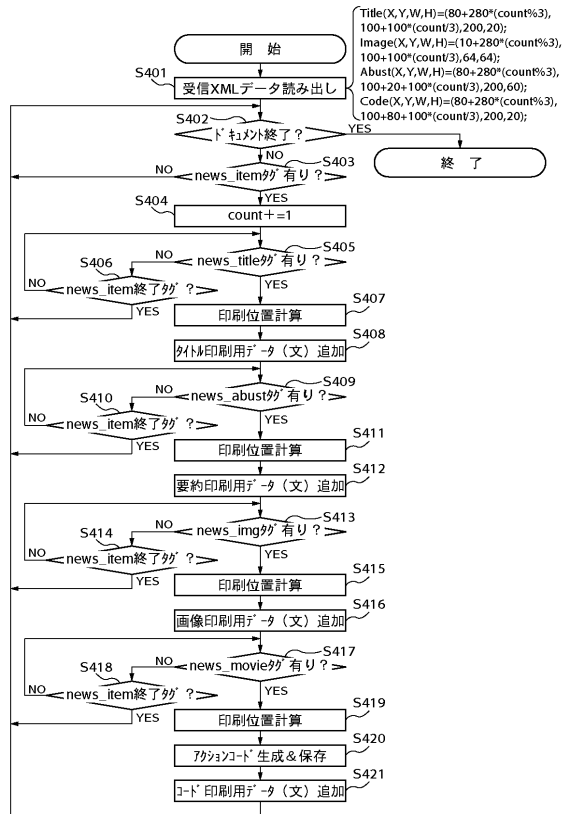 Title(X,Y,W,H)=(80+280*(count%3),
100+100*(count/3),200,20);
Image(X,Y,W,H)=(10+280*(count%3),
100+100*(count/3),64,64);
Abust(X,Y,W,H)=(80+280*(count%3),
100+20+100*(count/3),200,60);
Code(X,Y,W,H)=(80+280*(count%3),
100+80+100*(count/3),200,20);
開 始
S401
受信XMLデータ読み出し
S402
ﾄﾞｷｭﾒﾝﾄ終了？
YES
終 了
NO
S403
news_itemﾀｸﾞ有り？
NO
YES
S404
count＋=1
S405
news_titleﾀｸﾞ有り？
NO
S406
NO
news_item終了ﾀｸﾞ？
YES
YES
S407
印刷位置計算
S408
ﾀｲﾄﾙ印刷用ﾃﾞｰﾀ（文）追加
S409
news_abustﾀｸﾞ有り？
NO
S410
NO
news_item終了ﾀｸﾞ？
YES
YES
S411
印刷位置計算
S412
要約印刷用ﾃﾞｰﾀ（文）追加
S413
news_imgﾀｸﾞ有り？
NO
S414
NO
news_item終了ﾀｸﾞ？
YES
YES
S415
印刷位置計算
S416
画像印刷用ﾃﾞｰﾀ（文）追加
S417
news_movieﾀｸﾞ有り？
NO
S418
NO
news_item終了ﾀｸﾞ？
YES
YES
S419
印刷位置計算
S420
ｱｸｼｮﾝｺｰﾄﾞ生成＆保存
S421
ｺｰﾄﾞ印刷用ﾃﾞｰﾀ（文）追加